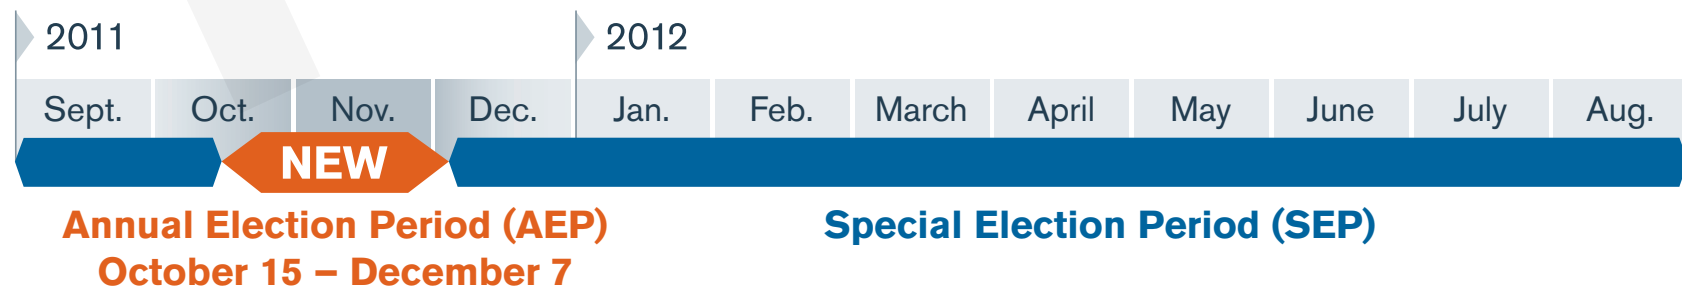 2011 2012
Sept. Oct. Nov. Dec. Jan. Feb. March April May June July Aug.
NEW
Annual Election Period (AEP) Special Election Period (SEP)
October 15 – December 7